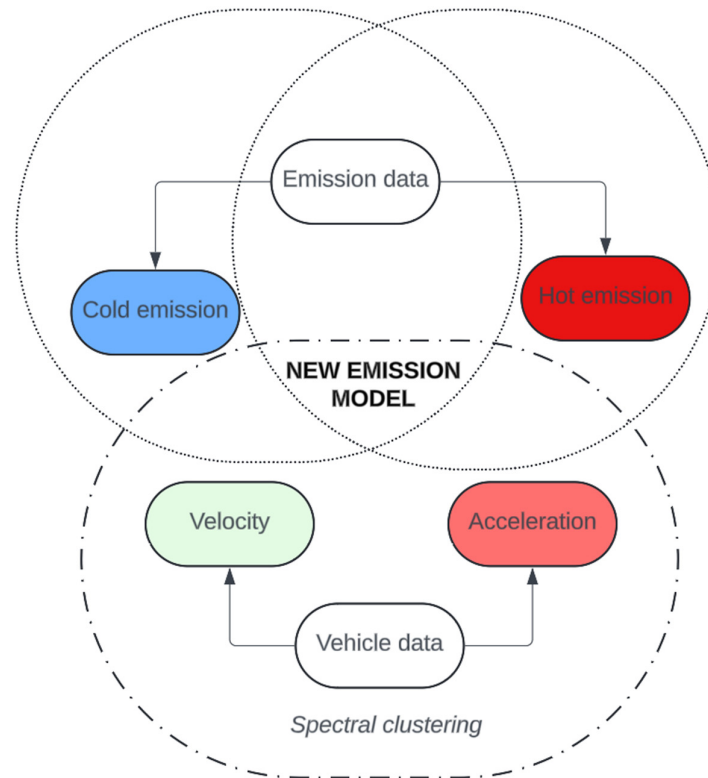 Emission data
Cold emission
Hot emission
NEW EMISSION
MODEL
Velocity
Acceleration
Vehicle data
Spectral clustering